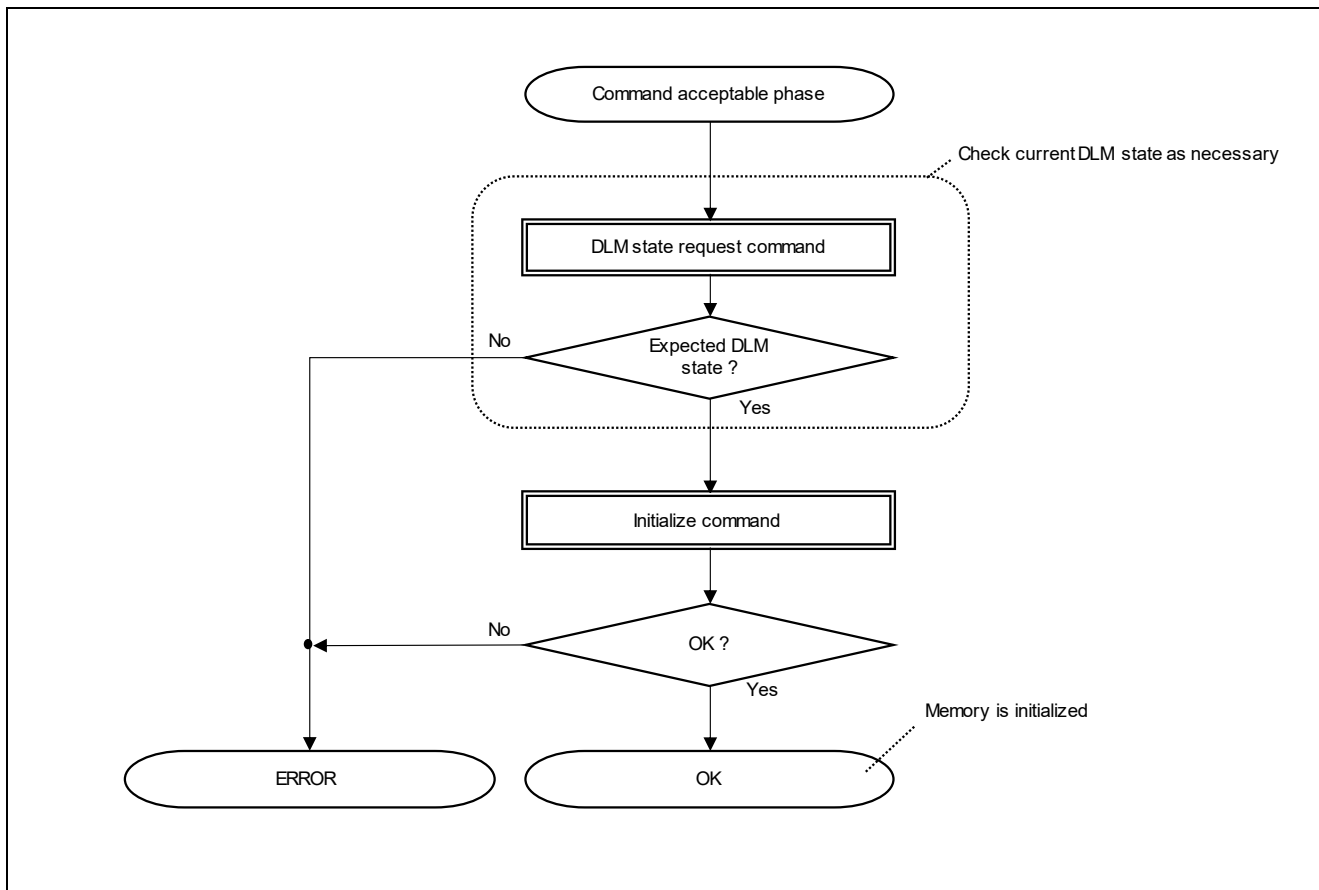 Command acceptable phase
Check current DLM state as necessary
DLM state request command
No
Expected DLM
state ?
Yes
Initialize command
No
OK ?
Yes
Memory is initialized
ERROR
OK